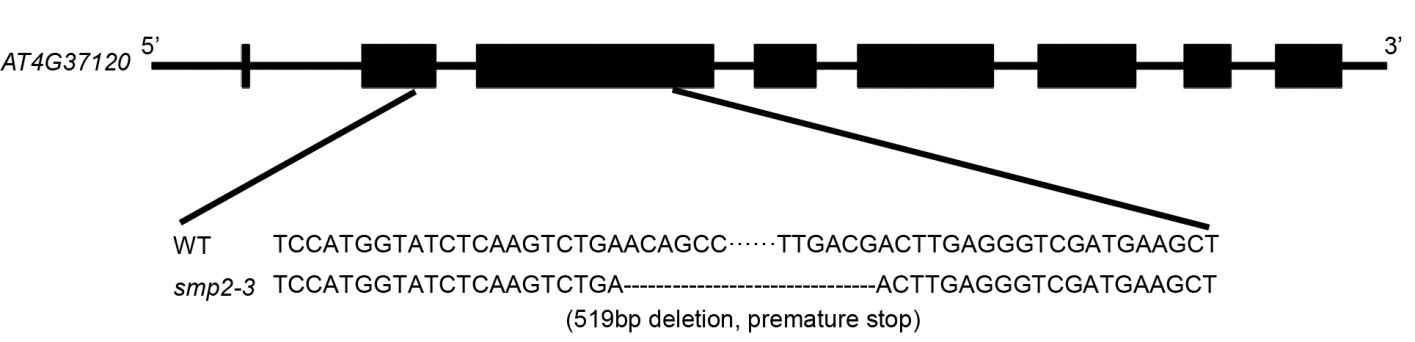 5’
3’
AT4G37120
WT TCCATGGTATCTCAAGTCTGAACAGCC······TTGACGACTTGAGGGTCGATGAAGCT
smp2-3 TCCATGGTATCTCAAGTCTGA-------------------------------ACTTGAGGGTCGATGAAGCT
(519bp deletion, premature stop)